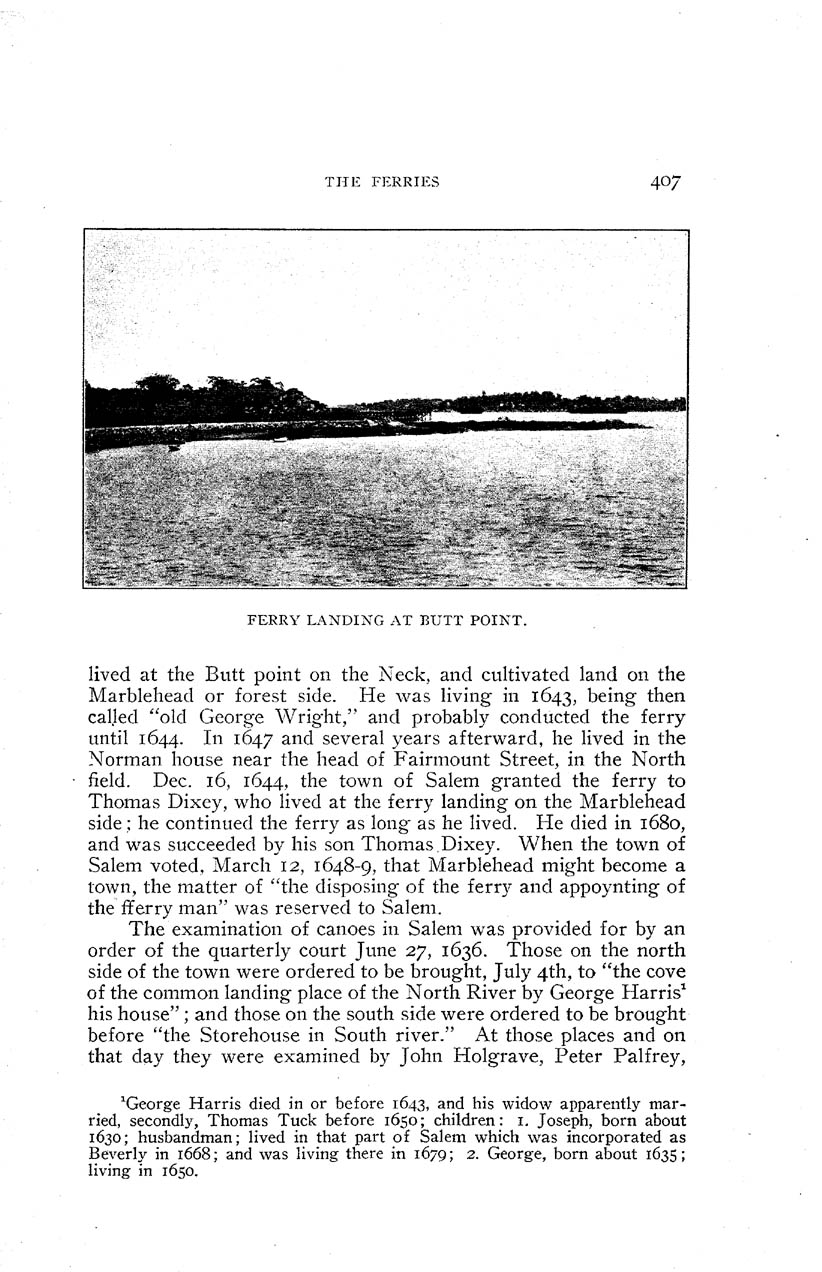 THE FERRIES 407
FERRY LANDING AT BUTT POINT.
lived at the Butt point on the Neck, and cultivated land on the
Marblehead or forest side. He was living in 1643, being then
called “old George Wright,” and probably conducted the ferry
until 1644. In 1647 and several years afterward, he lived in the
Norman house near the head of Fairmount Street, in the North
field. Dec. 16, 1644, the town of Salem granted the ferry to
Thomas Dixey, who lived at the ferry landing on the Marblehead
side; he continued the ferry as long as he lived. He died in 1680,
and was succeeded by his son Thomas Dixey. When the town of
Salem voted, March 12, 1648-9, that Marblehead might become a
town, the matter of “the disposing of the ferry and appoynting of
the fferry man” was reserved to Salem.
The examination of canoes in Salem was provided for by an
order of the quarterly court June 27, 1636. Those on the north
side of the town were ordered to be brought, July 4th, to “the cove
of the common landing place of the North River by George Harris¹
his house”; and those on the south side were ordered to be brought
before “the Storehouse in South river.” At those places and on
that day they were examined by John Holgrave, Peter Palfrey,
¹George Harris died in or before 1643, and his widow apparently mar-
ried, secondly, Thomas Tuck before 1650; children: 1. Joseph, born about
1630; husbandman; lived in that part of Salem which was incorporated as
Beverly in 1668; and was living there in 1679; 2. George, born about 1635;
living in 1650.